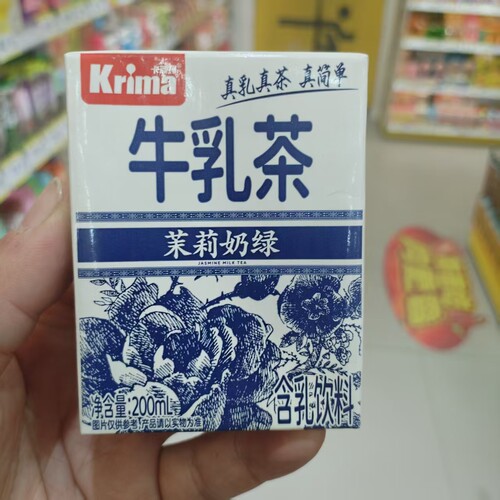 Krima
真乳真茶 真简单
牛乳茶
茉莉奶绿
JASMINE MILK TEA
净含量:200mL
图片仅供参考,产品请以实物为准
含乳饮料